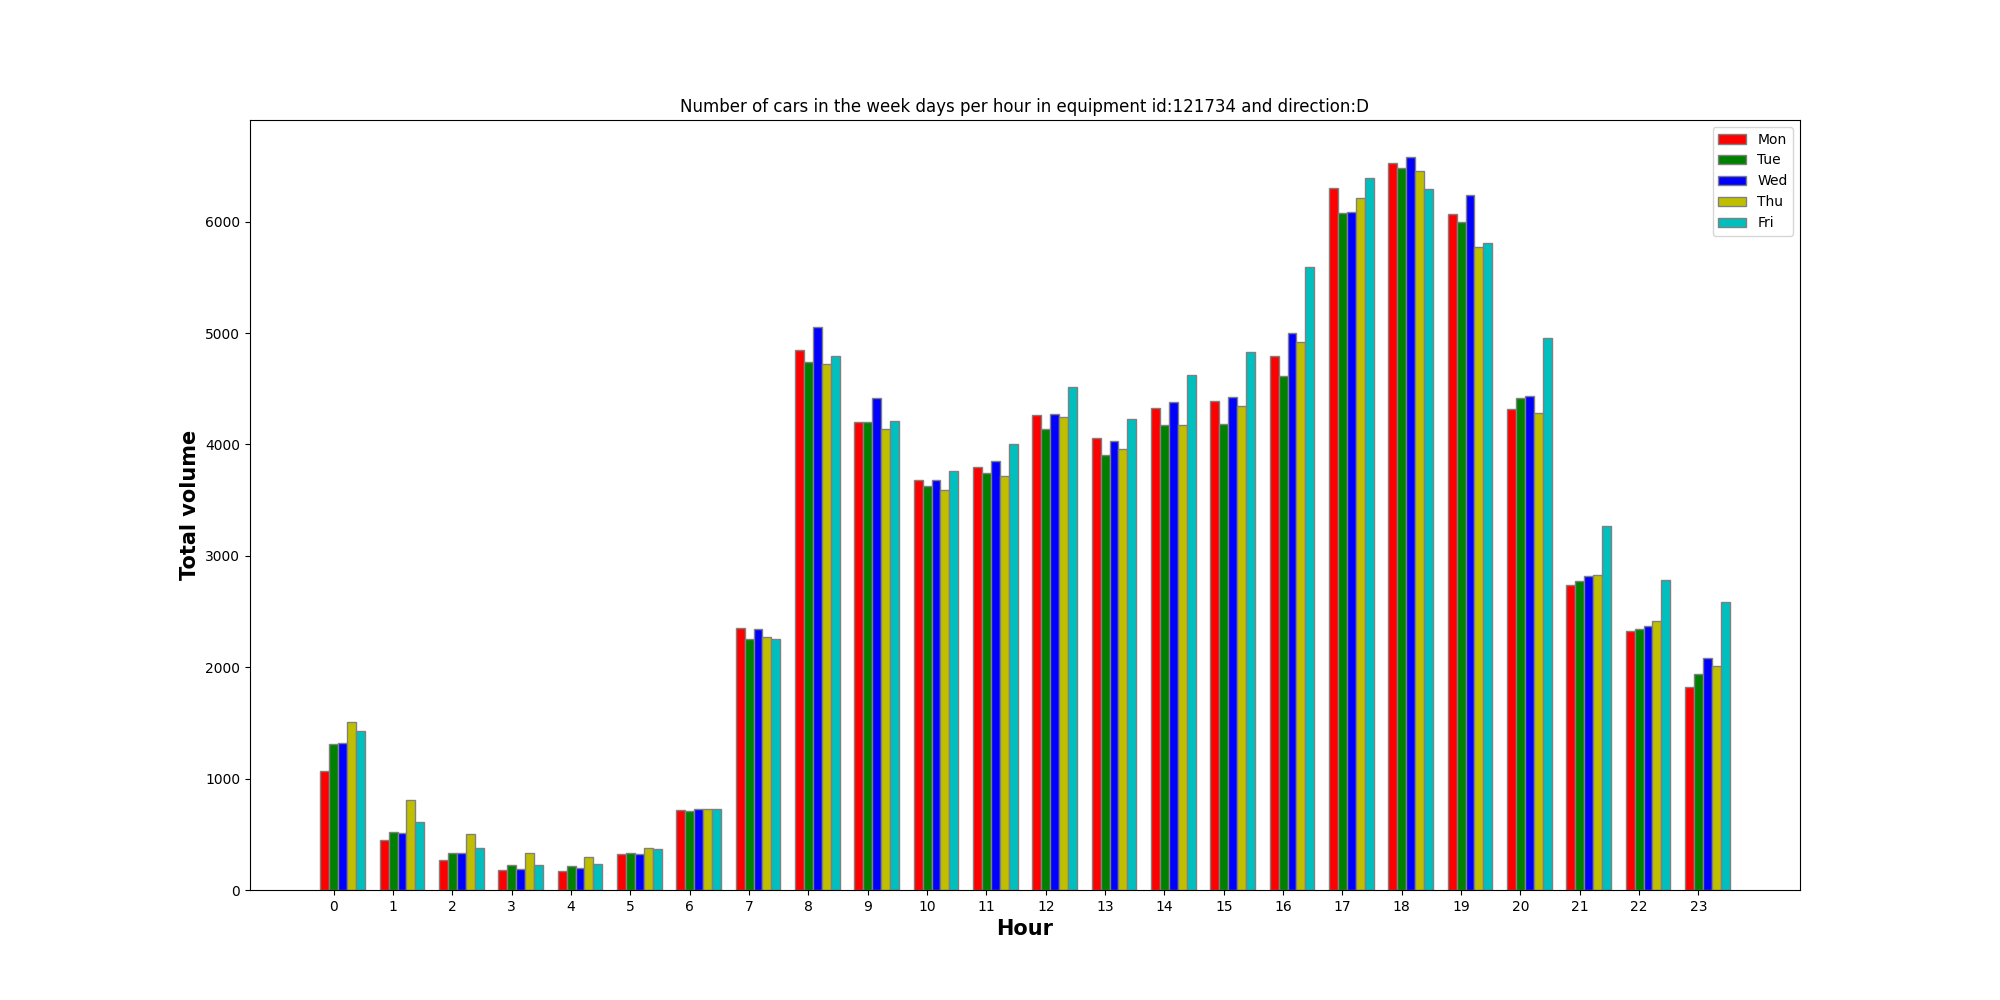 Number of cars in the week days per hour in equipment id:121734 and direction:D
Mon
Tue
Wed
Thu
Fri
Total volume
6000
5000
4000
3000
2000
1000
0
0 1 2 3 4 5 6 7 8 9 10 11 12 13 14 15 16 17 18 19 20 21 22 23
Hour